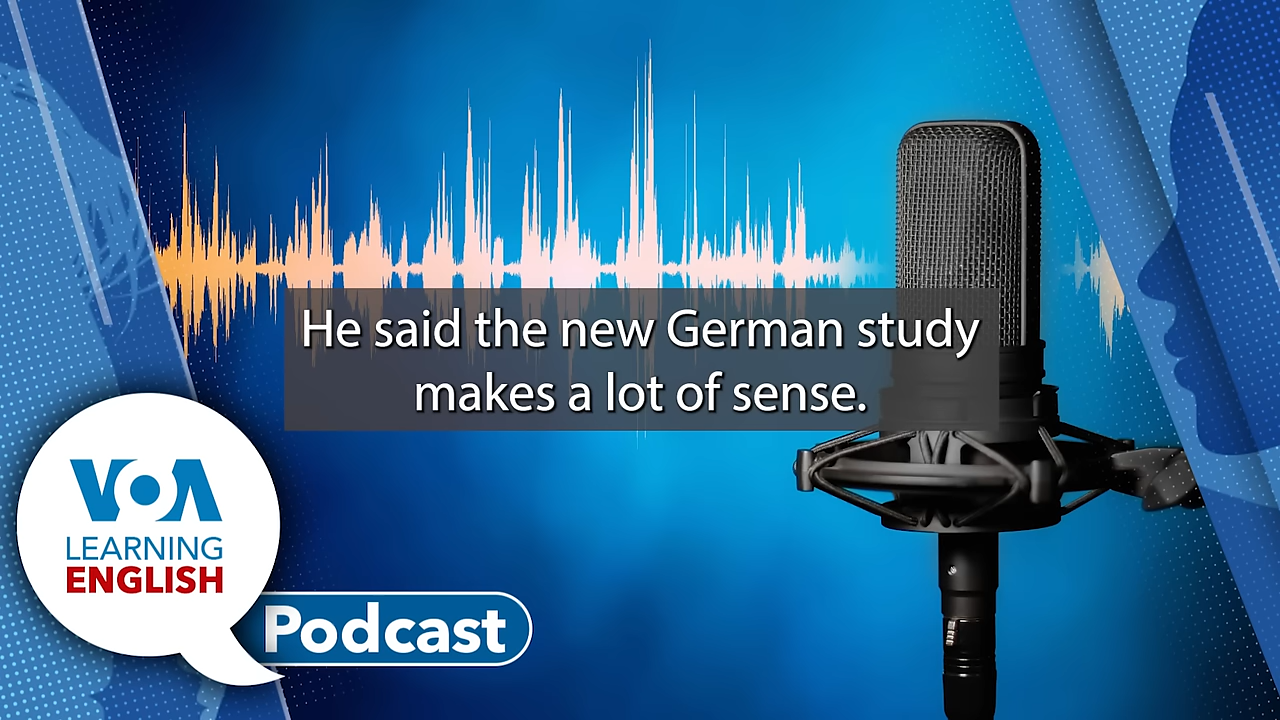 He said the new German study
makes a lot of sense.
VOA
LEARNING
ENGLISH
Podcast